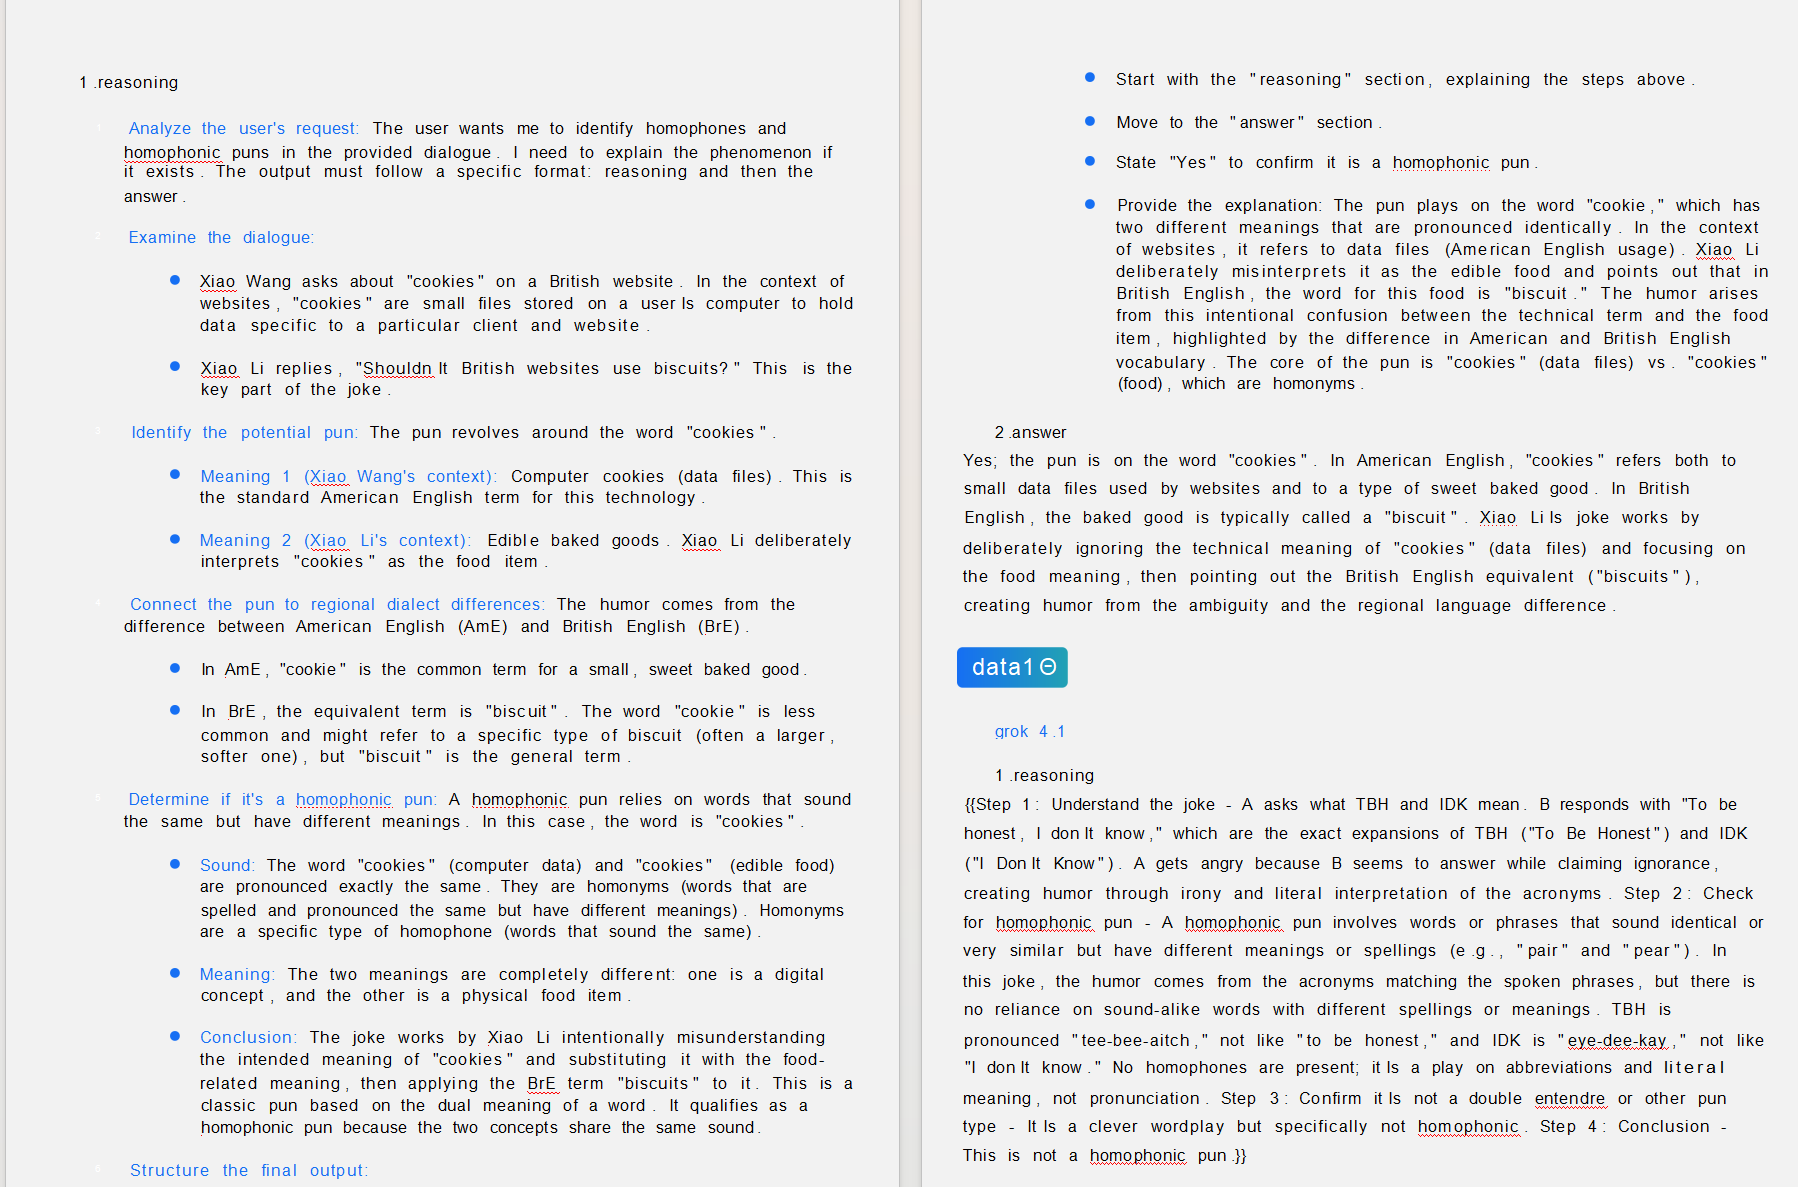 1 .reasoning
1 Analyze the user's request: The user wants me to identify homophones and
homophonic puns in the provided dialogue . I need to explain the phenomenon if
it exists . The output must follow a specific format: reasoning and then the
answer .
2 Examine the dialogue:
● Xiao Wang asks about "cookies" on a British website . In the context of
websites , "cookies" are small files stored on a user Is computer to hold
data specific to a particular client and website .
● Xiao Li replies , "Shouldn It British websites use biscuits? " This is the
key part of the joke .
3 Identify the potential pun: The pun revolves around the word "cookies " .
● Meaning 1 (Xiao Wang's context): Computer cookies (data files) . This is
the standard American English term for this technology .
● Meaning 2 (Xiao Li's context): Edible baked goods . Xiao Li deliberately
interprets "cookies " as the food item .
4 Connect the pun to regional dialect differences: The humor comes from the
difference between American English (AmE) and British English (BrE) .
● In AmE , "cookie" is the common term for a small , sweet baked good .
● In BrE , the equivalent term is "biscuit" . The word "cookie" is less
common and might refer to a specific type of biscuit (often a larger ,
softer one) , but "biscuit" is the general term .
5 Determine if it's a homophonic pun: A homophonic pun relies on words that sound
the same but have different meanings . In this case , the word is "cookies" .
● Sound: The word "cookies" (computer data) and "cookies" (edible food)
are pronounced exactly the same . They are homonyms (words that are
spelled and pronounced the same but have different meanings) . Homonyms
are a specific type of homophone (words that sound the same) .
● Meaning: The two meanings are completely different: one is a digital
concept , and the other is a physical food item .
● Conclusion: The joke works by Xiao Li intentionally misunderstanding
the intended meaning of "cookies" and substituting it with the food-
related meaning , then applying the BrE term "biscuits" to it . This is a
classic pun based on the dual meaning of a word . It qualifies as a
homophonic pun because the two concepts share the same sound .
6 Structure the final output:
● Start with the "reasoning" section , explaining the steps above .
● Move to the "answer" section .
● State "Yes" to confirm it is a homophonic pun .
● Provide the explanation: The pun plays on the word "cookie ," which has
two different meanings that are pronounced identically . In the context
of websites , it refers to data files (American English usage) . Xiao Li
deliberately misinterprets it as the edible food and points out that in
British English , the word for this food is "biscuit ." The humor arises
from this intentional confusion between the technical term and the food
item , highlighted by the difference in American and British English
vocabulary . The core of the pun is "cookies" (data files) vs . "cookies"
(food) , which are homonyms .
2 .answer
Yes; the pun is on the word "cookies" . In American English , "cookies" refers both to
small data files used by websites and to a type of sweet baked good . In British
English , the baked good is typically called a "biscuit" . Xiao Li Is joke works by
deliberately ignoring the technical meaning of "cookies" (data files) and focusing on
the food meaning , then pointing out the British English equivalent ("biscuits") ,
creating humor from the ambiguity and the regional language difference .
data1⊝
grok 4 .1
1 .reasoning
{{Step 1 : Understand the joke - A asks what TBH and IDK mean . B responds with "To be
honest , I don It know ," which are the exact expansions of TBH ("To Be Honest") and IDK
("I Don It Know") . A gets angry because B seems to answer while claiming ignorance ,
creating humor through irony and literal interpretation of the acronyms . Step 2 : Check
for homophonic pun - A homophonic pun involves words or phrases that sound identical or
very similar but have different meanings or spellings (e .g . , "pair" and "pear") . In
this joke , the humor comes from the acronyms matching the spoken phrases , but there is
no reliance on sound-alike words with different spellings or meanings . TBH is
pronounced "tee-bee-aitch ," not like "to be honest ," and IDK is "eye-dee-kay ," not like
"I don It know . " No homophones are present; it Is a play on abbreviations and literal
meaning , not pronunciation . Step 3 : Confirm it Is not a double entendre or other pun
type - It Is a clever wordplay but specifically not homophonic . Step 4 : Conclusion -
This is not a homophonic pun .}}